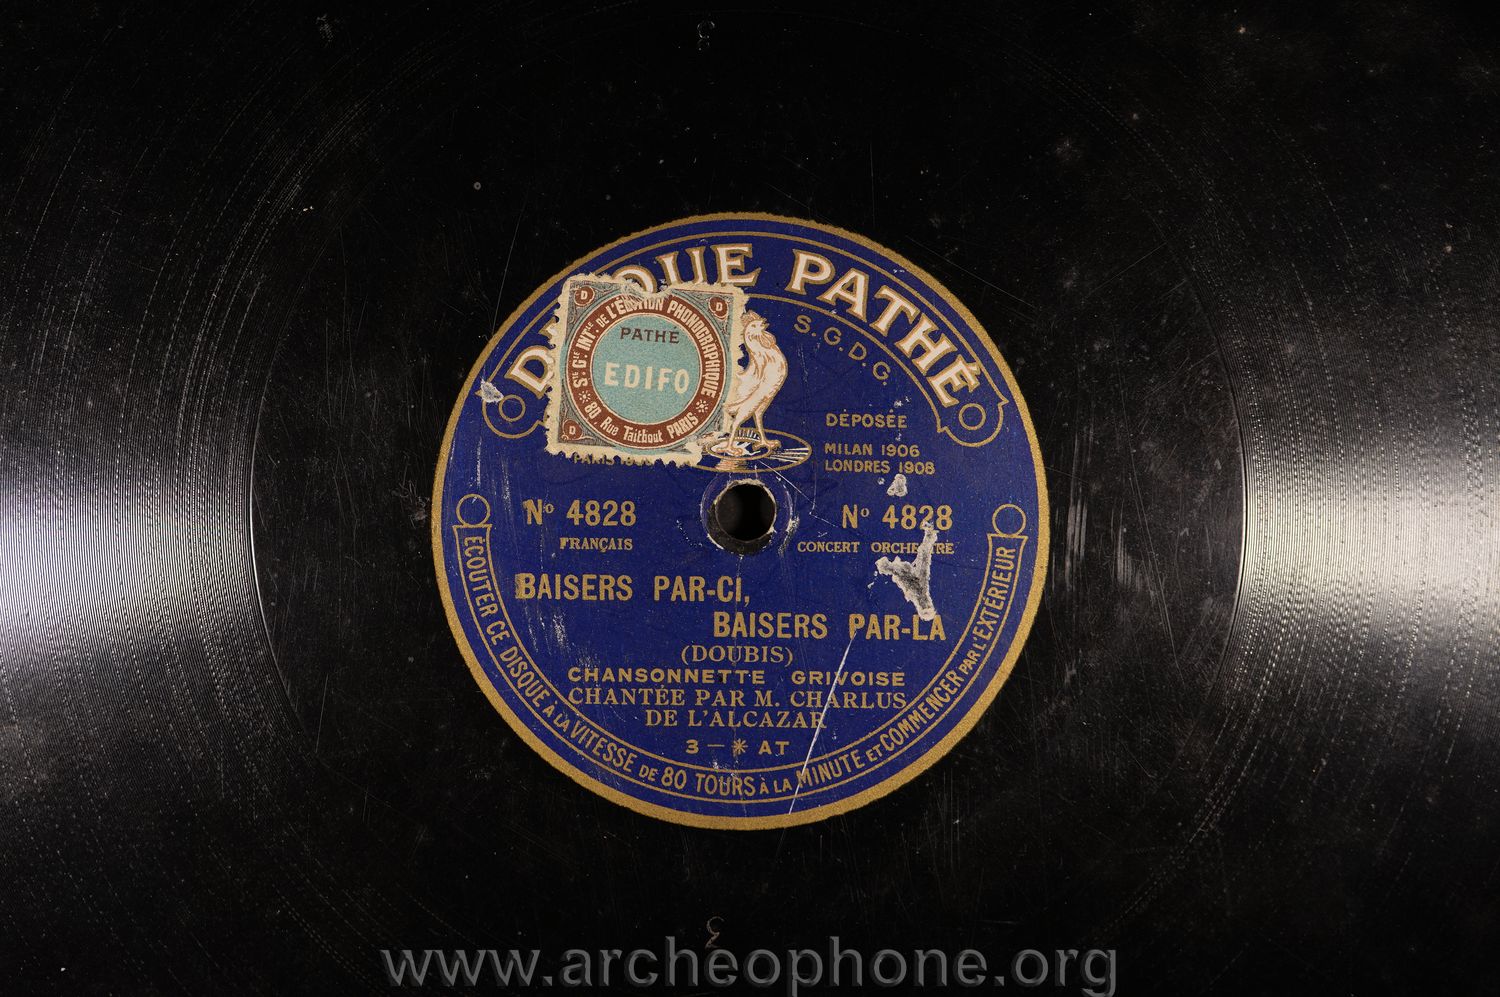 DISQUE PATHÉ
S.G.D.G.
Sté Gle INTle. DE L'ÉDITION PHONOGRAPHIQUE
PATHÉ
EDIFO
80, Rue Taitbout PARIS
D
D
D
DÉPOSÉE
MILAN 1906
LONDRES 1908
PARIS
No 4828
No 4828
FRANÇAIS
CONCERT ORCHESTRE
BAISERS PAR-CI,
BAISERS PAR-LA
(DOUBIS)
CHANSONNETTE GRIVOISE
CHANTÉE PAR M. CHARLUS
DE L'ALCAZAR
3 — ✳ AT
ÉCOUTER CE DISQUE À LA VITESSE DE 80 TOURS À LA MINUTE ET COMMENCER PAR L'EXTÉRIEUR
www.archeophone.org